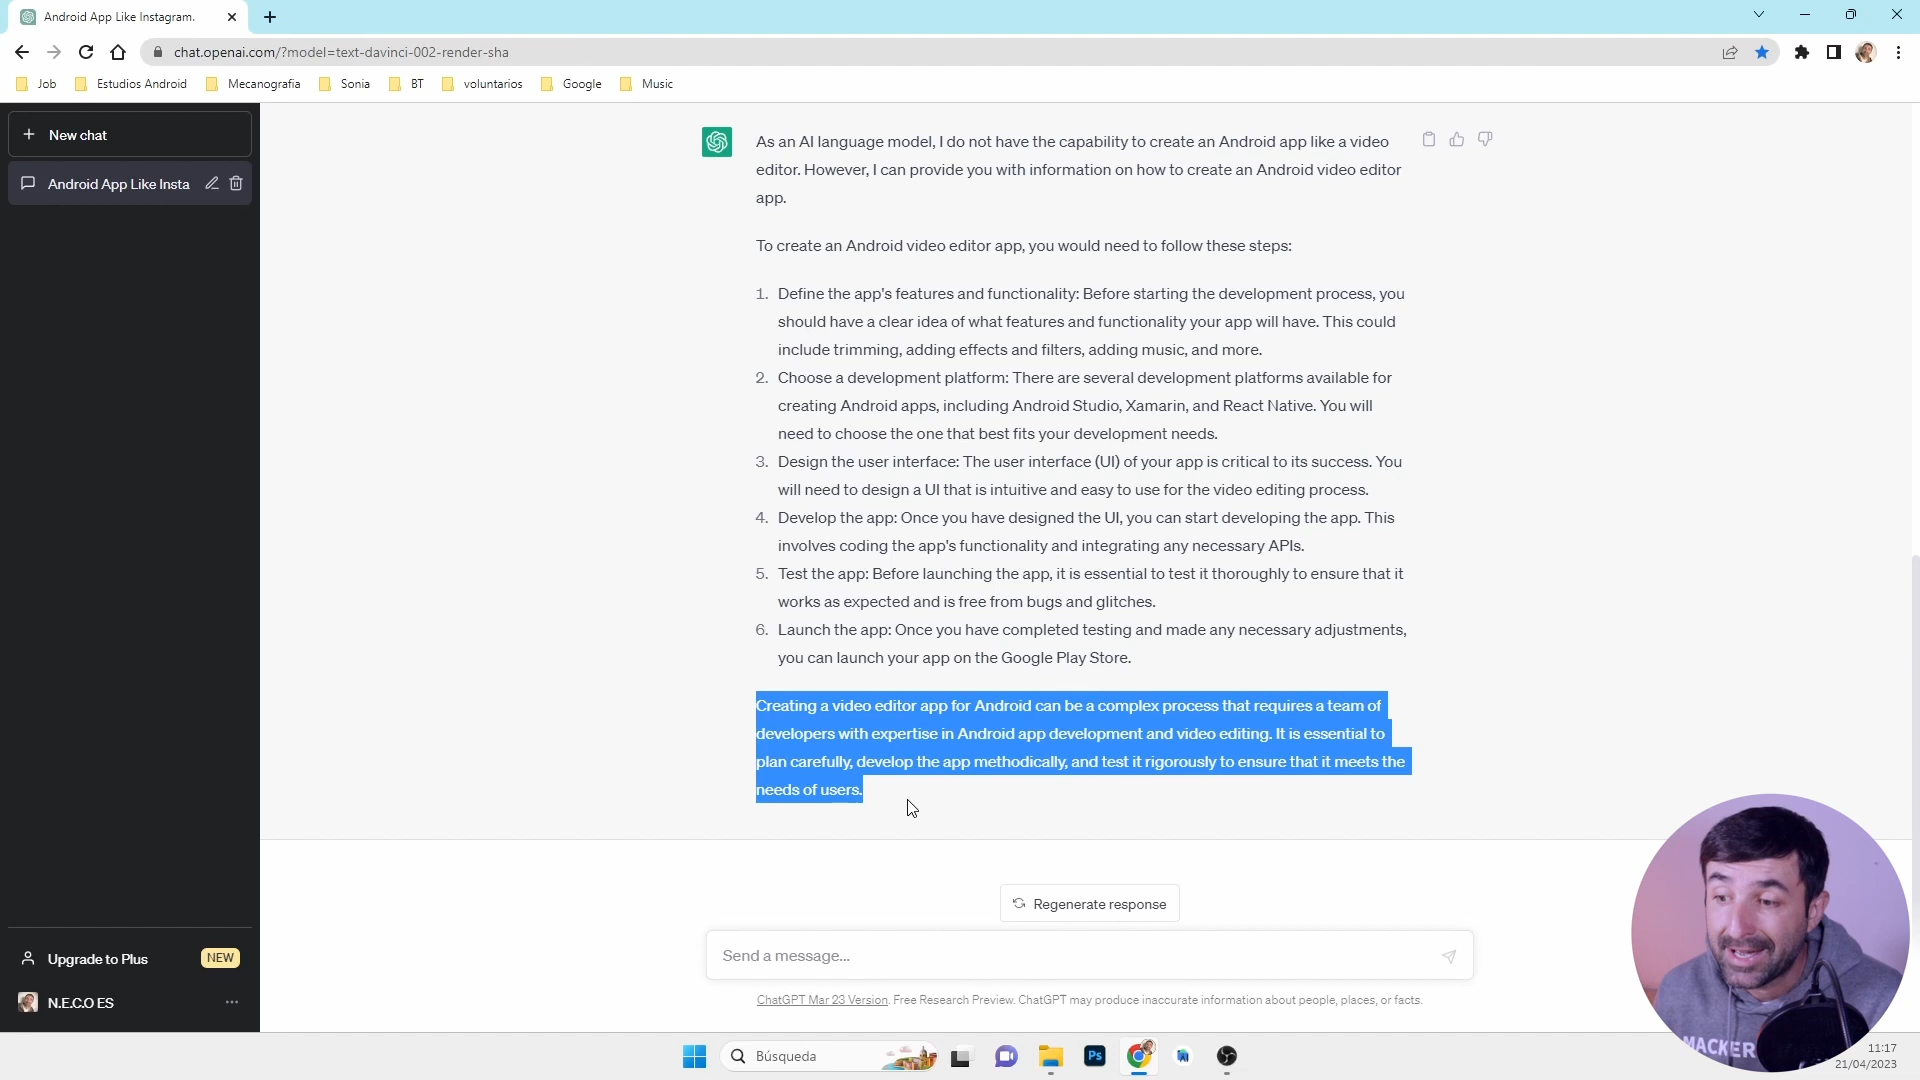 Android App Like Instagram.
chat.openai.com/?model=text-davinci-002-render-sha
Job Estudios Android Mecanografia Sonia BT voluntarios Google Music
New chat
Android App Like Insta
As an AI language model, I do not have the capability to create an Android app like a video
editor. However, I can provide you with information on how to create an Android video editor
app.
To create an Android video editor app, you would need to follow these steps:
1. Define the app's features and functionality: Before starting the development process, you
should have a clear idea of what features and functionality your app will have. This could
include trimming, adding effects and filters, adding music, and more.
2. Choose a development platform: There are several development platforms available for
creating Android apps, including Android Studio, Xamarin, and React Native. You will
need to choose the one that best fits your development needs.
3. Design the user interface: The user interface (UI) of your app is critical to its success. You
will need to design a UI that is intuitive and easy to use for the video editing process.
4. Develop the app: Once you have designed the UI, you can start developing the app. This
involves coding the app's functionality and integrating any necessary APIs.
5. Test the app: Before launching the app, it is essential to test it thoroughly to ensure that it
works as expected and is free from bugs and glitches.
6. Launch the app: Once you have completed testing and made any necessary adjustments,
you can launch your app on the Google Play Store.
Creating a video editor app for Android can be a complex process that requires a team of
developers with expertise in Android app development and video editing. It is essential to
plan carefully, develop the app methodically, and test it rigorously to ensure that it meets the
needs of users.
Regenerate response
Send a message...
ChatGPT Mar 23 Version. Free Research Preview. ChatGPT may produce inaccurate information about people, places, or facts.
Upgrade to Plus NEW
N.E.C.O ES
Búsqueda
Ps
MACKER
11:17
21/04/2023